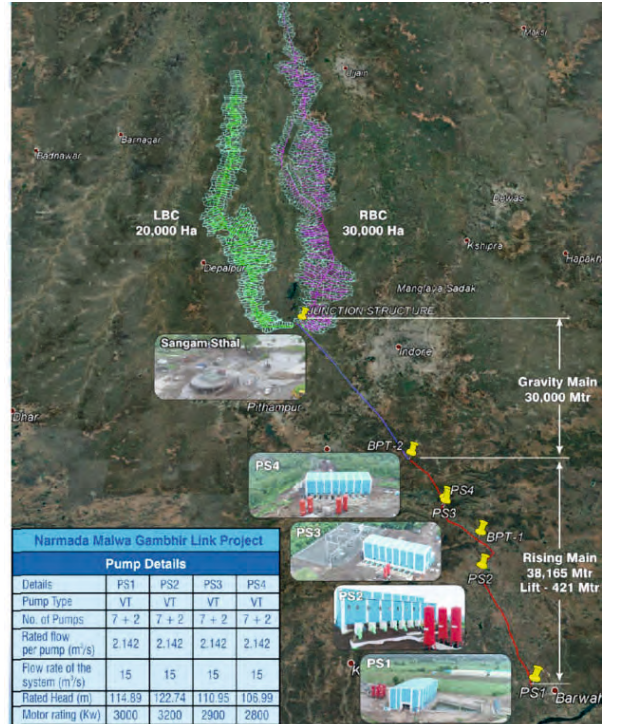 Maksi
Ujjain
Barnagar
Badnawar
LBC
20,000 Ha
RBC
30,000 Ha
Dewas
Kshipra
Hapakh
Depalpur
Manglaya Sadak
JUNCTION STRUCTURE
Sangam Sthal
Indore
Gravity Main
30,000 Mtr
Dhar
Pithampur
BPT-2
PS4
PS4
PS3
PS3
BPT-1
Rising Main
38,165 Mtr
Lift - 421 Mtr
PS2
PS2
PS1
PS1
Barwah
Narmada Malwa Gambhir Link Project
Pump Details
Details PS1 PS2 PS3 PS4
Pump Type VT VT VT VT
No. of Pumps 7 + 2 7 + 2 7 + 2 7 + 2
Rated flow
per pump (m³/s) 2.142 2.142 2.142 2.142
Flow rate of the
system (m³/s) 15 15 15 15
Rated Head (m) 114.89 122.74 110.95 106.99
Motor rating (Kw) 3000 3200 2900 2800